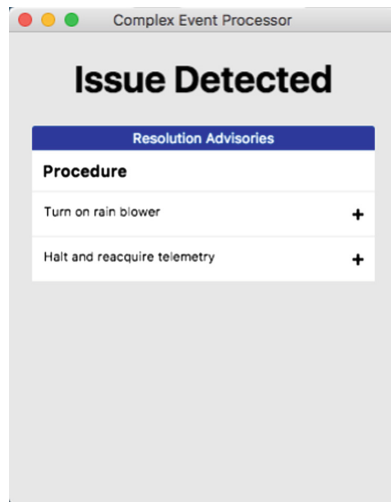 Complex Event Processor
Issue Detected
Resolution Advisories
Procedure
Turn on rain blower +
Halt and reacquire telemetry +